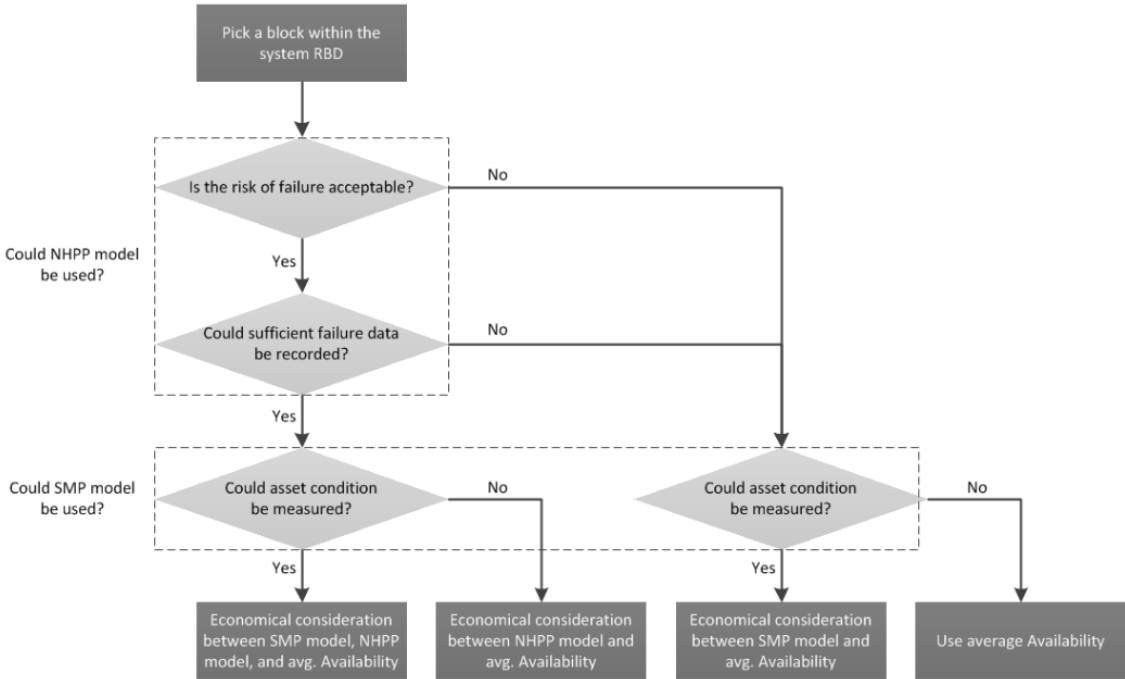 Pick a block within the
system RBD
Is the risk of failure acceptable?
No
Could NHPP model
be used?
Yes
Could sufficient failure data
be recorded?
No
Yes
Could SMP model
be used?
Could asset condition
be measured?
No
Could asset condition
be measured?
No
Yes
Yes
Economical consideration
between SMP model, NHPP
model, and avg. Availability
Economical consideration
between NHPP model and
avg. Availability
Economical consideration
between SMP model and
avg. Availability
Use average Availability